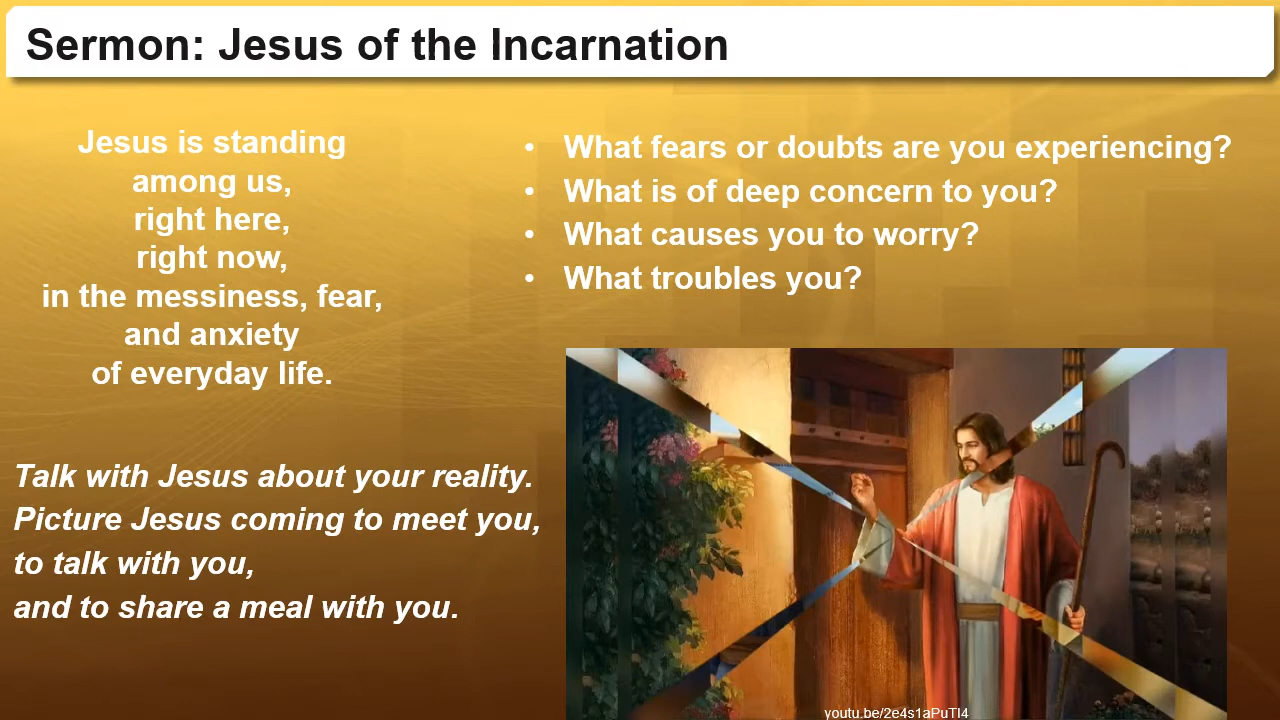 Sermon: Jesus of the Incarnation
Jesus is standing
among us,
right here,
right now,
in the messiness, fear,
and anxiety
of everyday life.
• What fears or doubts are you experiencing?
• What is of deep concern to you?
• What causes you to worry?
• What troubles you?
Talk with Jesus about your reality.
Picture Jesus coming to meet you,
to talk with you,
and to share a meal with you.
youtu.be/2e4s1aPuTI4